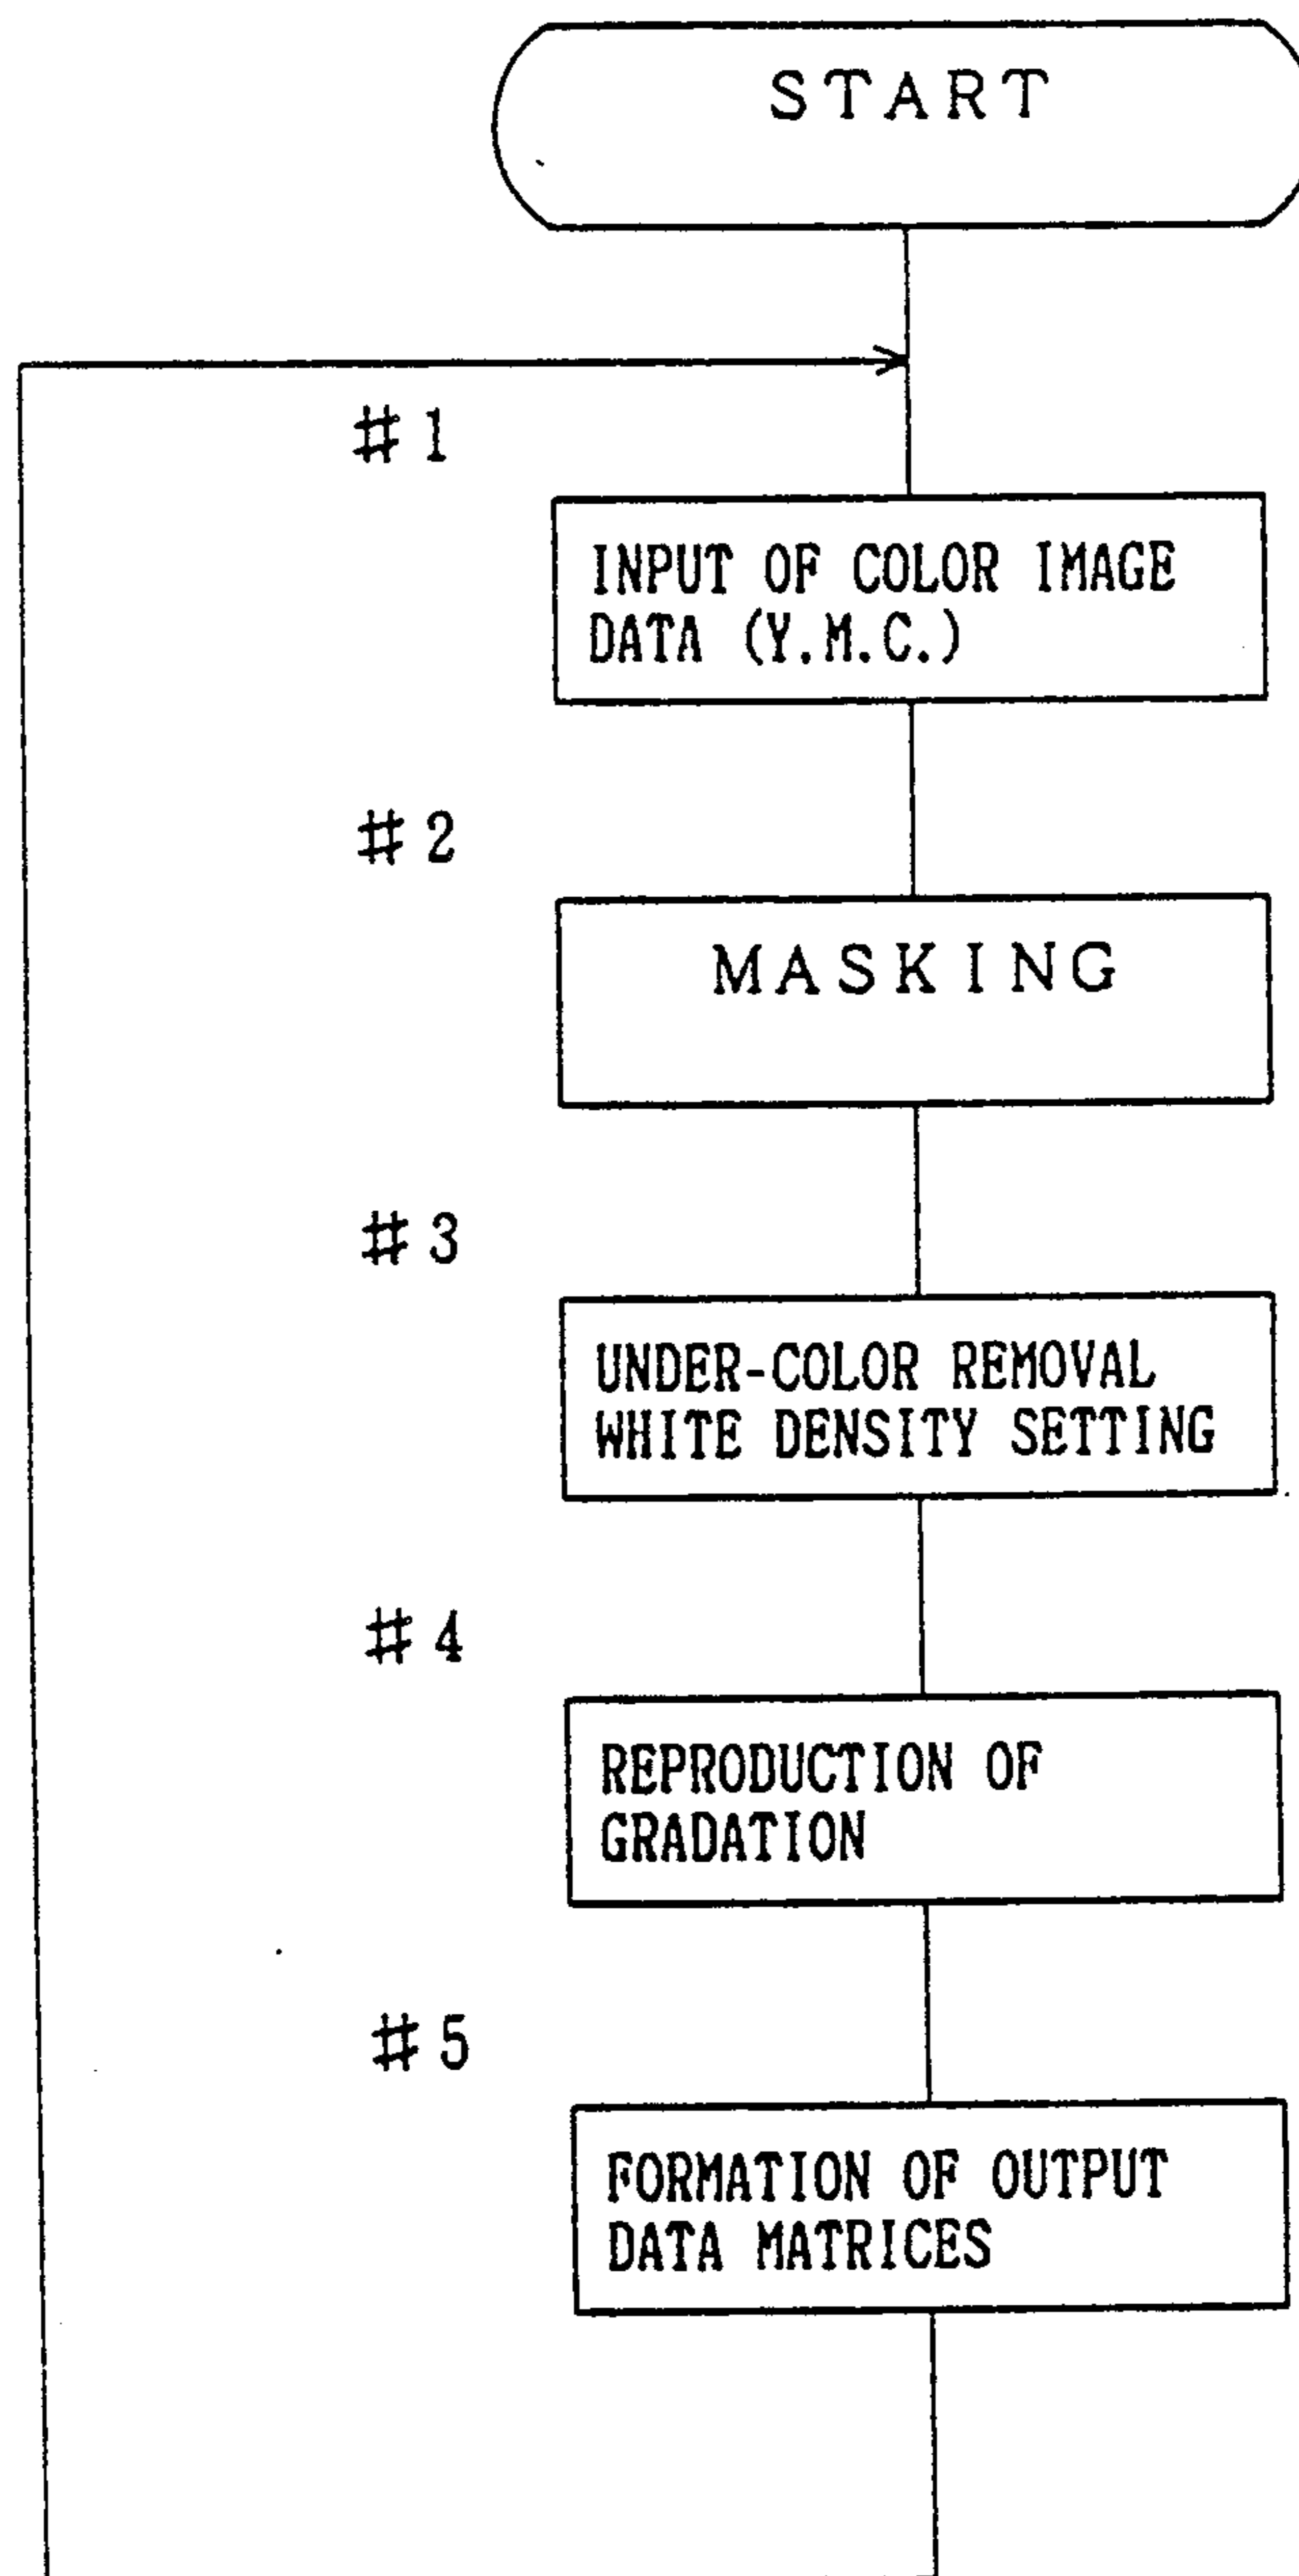 START
#1
INPUT OF COLOR IMAGE
DATA (Y.M.C.)
#2
MASKING
#3
UNDER-COLOR REMOVAL
WHITE DENSITY SETTING
#4
REPRODUCTION OF
GRADATION
#5
FORMATION OF OUTPUT
DATA MATRICES